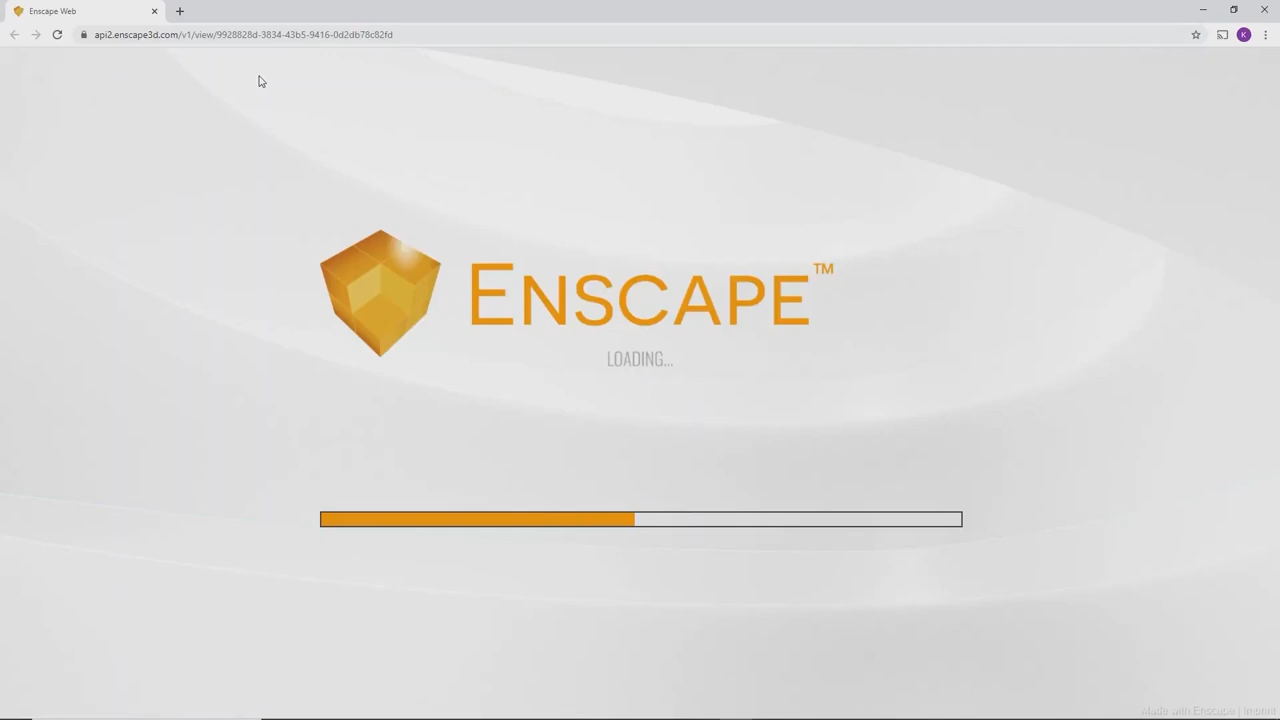 Enscape Web
api2.enscape3d.com/v1/view/9928828d-3834-43b5-9416-0d2db78c82fd
K
ENSCAPE™
LOADING...
Made with Enscape | Imprint